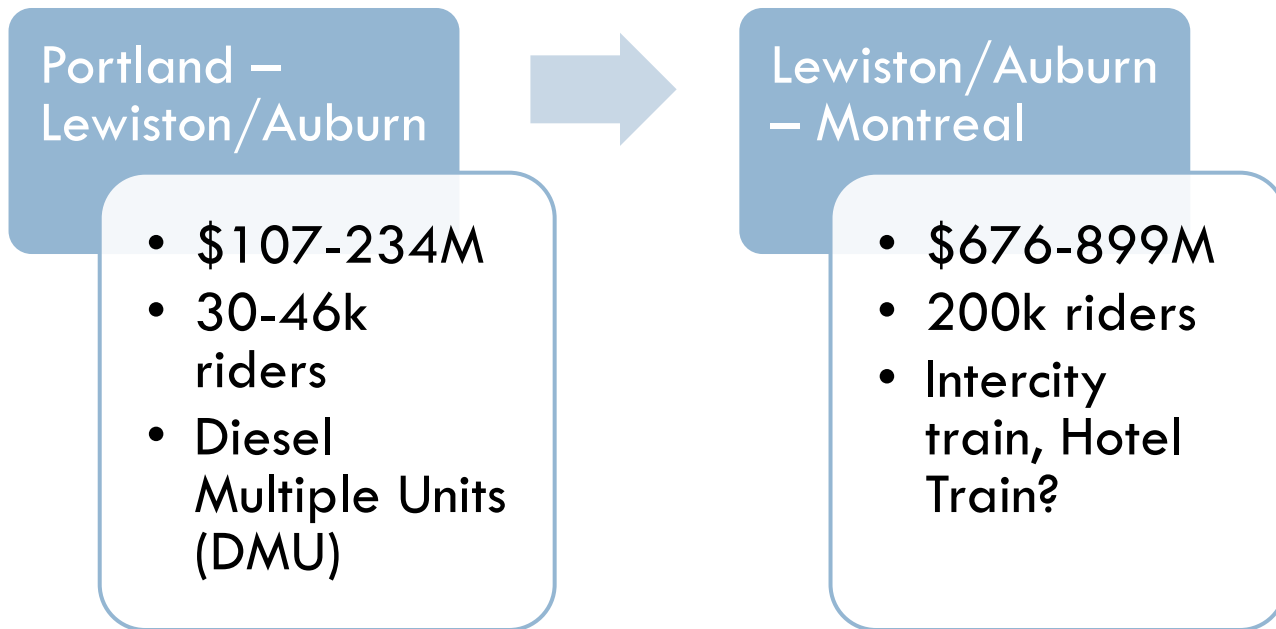 Portland –
Lewiston/Auburn
• $107-234M
• 30-46k
riders
• Diesel
Multiple Units
(DMU)
Lewiston/Auburn
– Montreal
• $676-899M
• 200k riders
• Intercity
train, Hotel
Train?